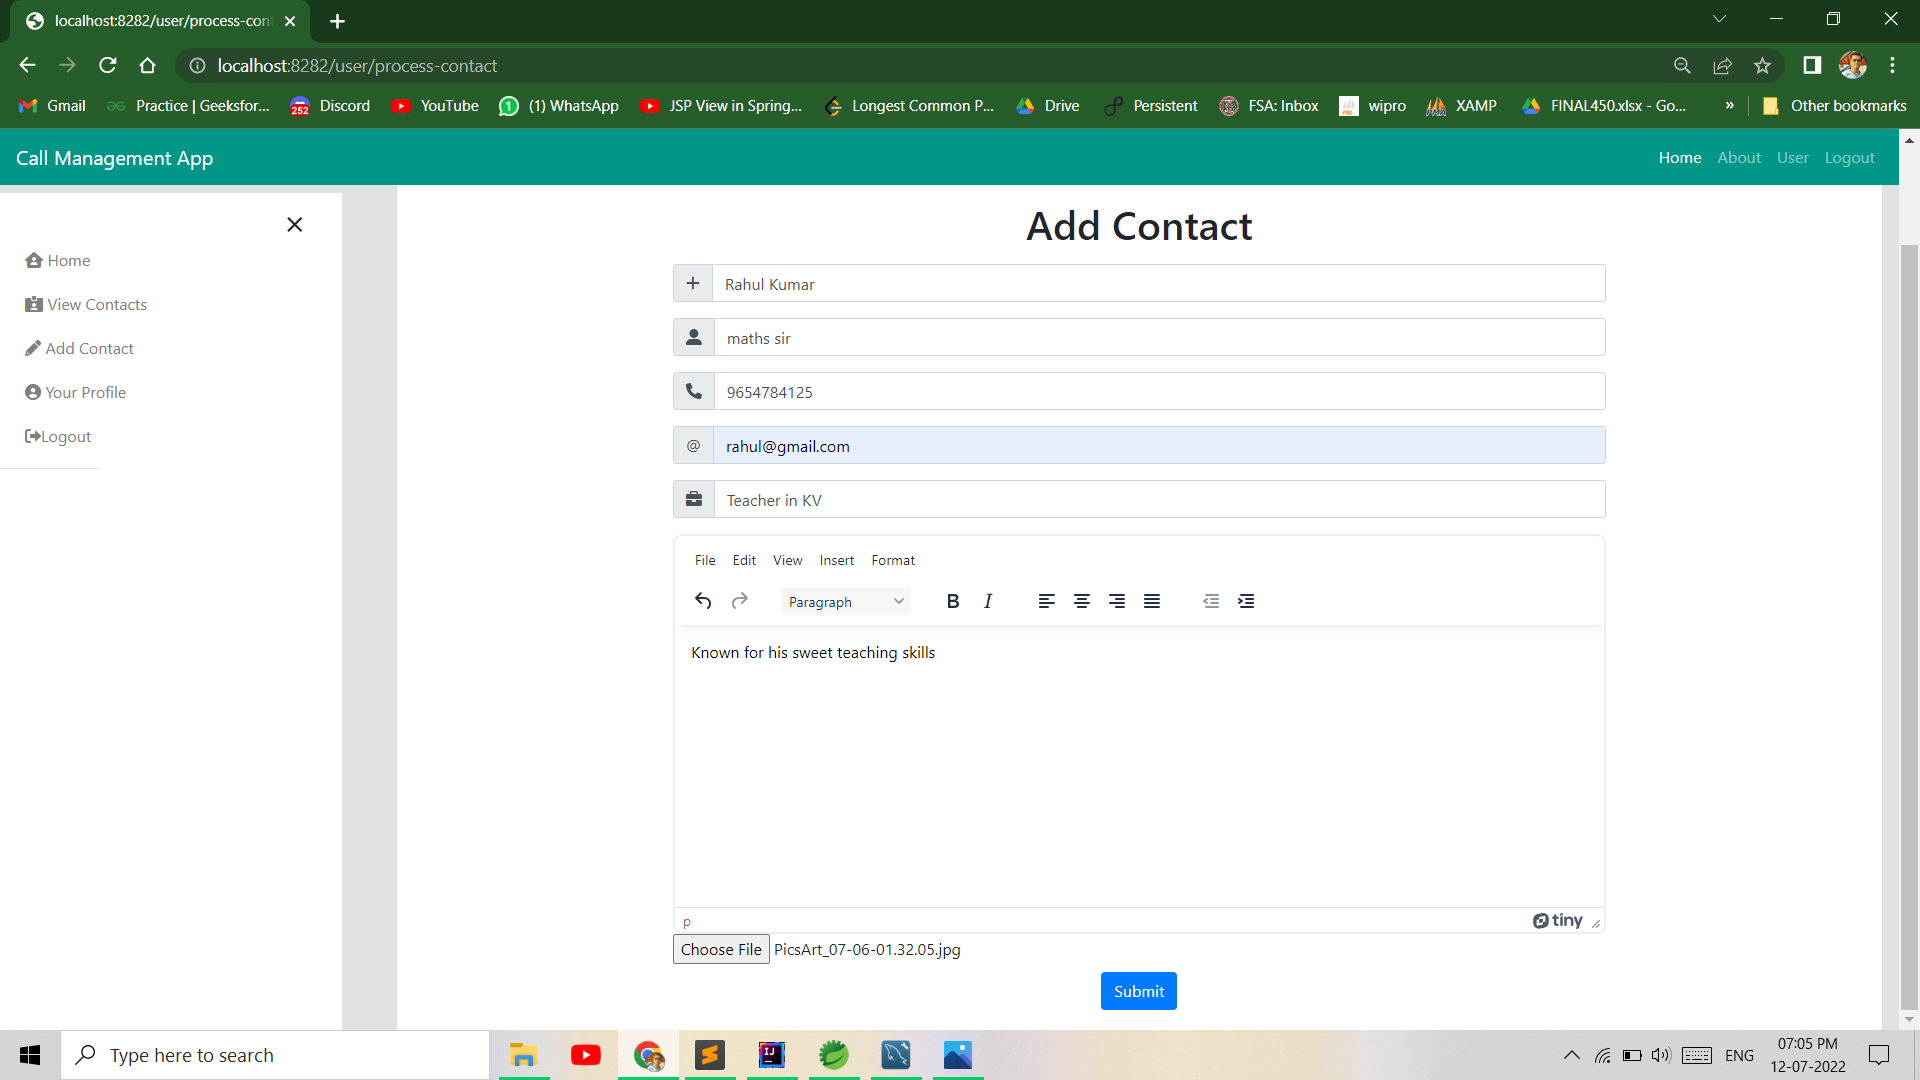 localhost:8282/user/process-cont
localhost:8282/user/process-contact
Gmail
Practice | Geeksfor...
252
Discord
YouTube
1
(1) WhatsApp
JSP View in Spring...
Longest Common P...
Drive
Persistent
FSA: Inbox
wipro
XAMP
FINAL450.xlsx - Go...
»
Other bookmarks
Call Management App
Home
About
User
Logout
Home
View Contacts
Add Contact
Your Profile
Logout
Add Contact
Rahul Kumar
maths sir
9654784125
@ rahul@gmail.com
Teacher in KV
File Edit View Insert Format
Paragraph B I
Known for his sweet teaching skills
p
tiny
Choose File PicsArt_07-06-01.32.05.jpg
Submit
Type here to search
IJ
ENG
07:05 PM
12-07-2022